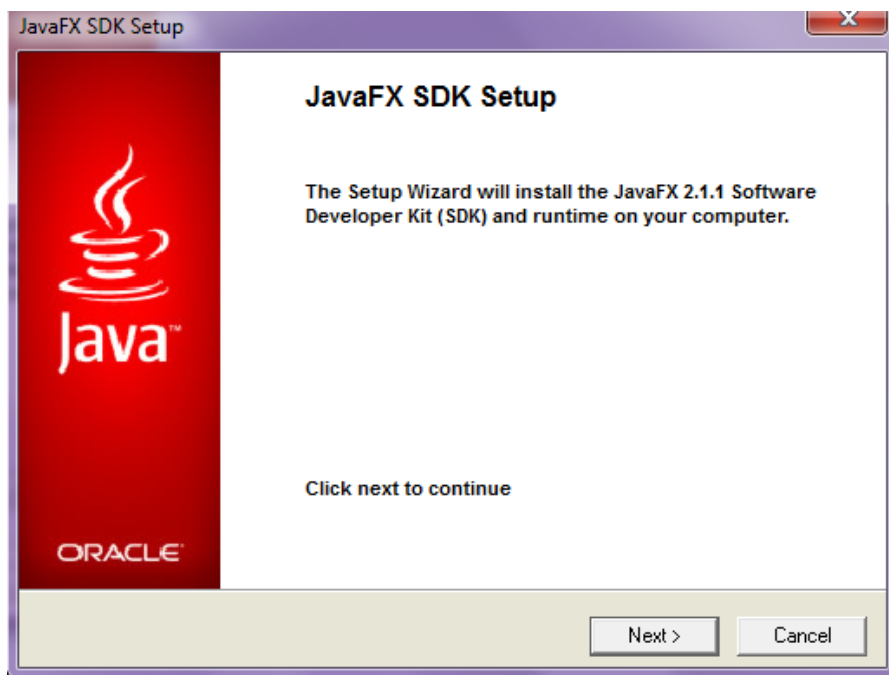 JavaFX SDK Setup
JavaFX SDK Setup
The Setup Wizard will install the JavaFX 2.1.1 Software
Developer Kit (SDK) and runtime on your computer.
Java™
Click next to continue
ORACLE
Next >
Cancel